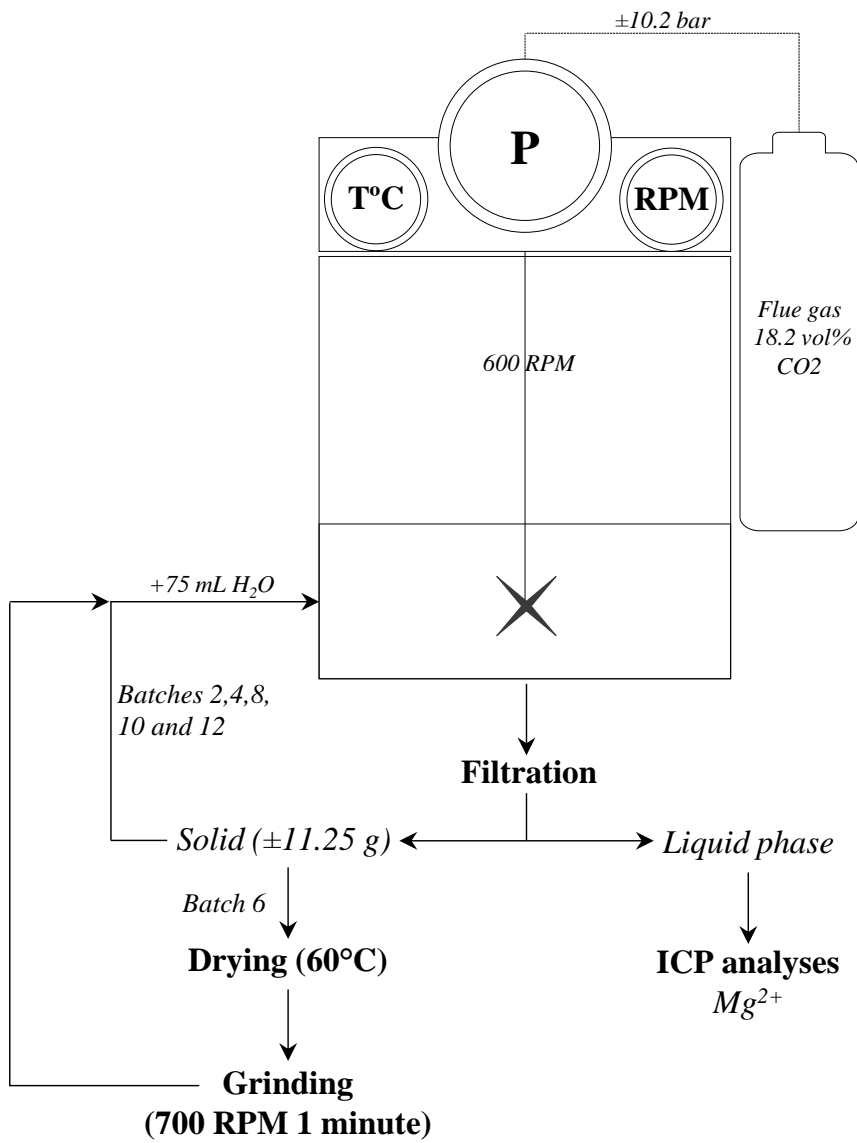 ±10.2 bar
P
TºC
RPM
Flue gas
18.2 vol%
CO2
600 RPM
+75 mL H₂O
Batches 2,4,8,
10 and 12
Filtration
Solid (±11.25 g)
Liquid phase
Batch 6
Drying (60°C)
ICP analyses
Mg²⁺
Grinding
(700 RPM 1 minute)